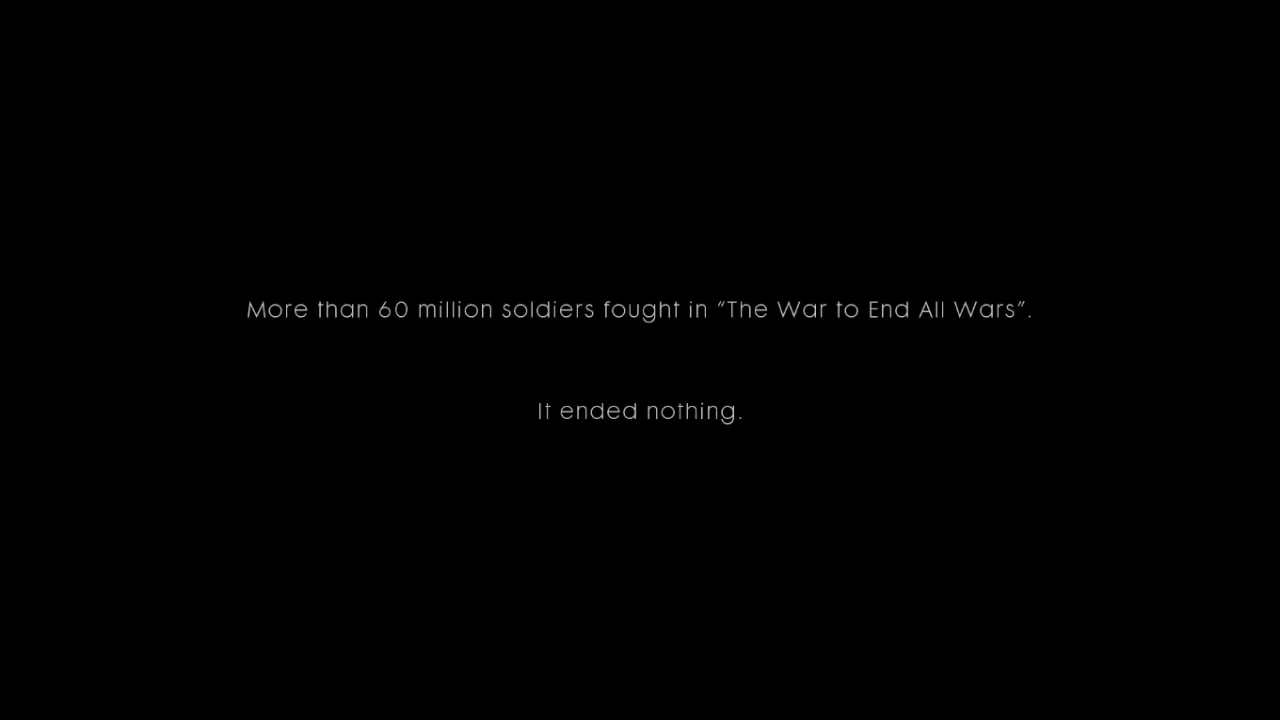 More than 60 million soldiers fought in “The War to End All Wars”.
It ended nothing.